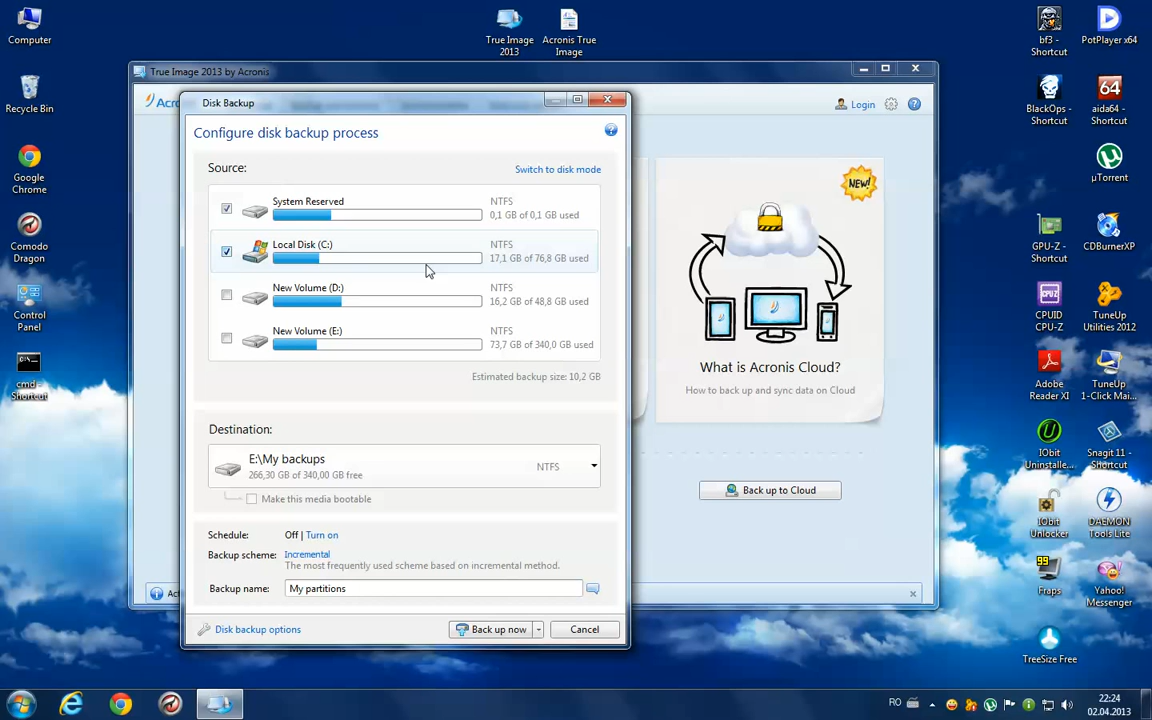 Computer
Recycle Bin
Google
Chrome
Comodo
Dragon
Control
Panel
cmd -
Shortcut
True Image
2013
Acronis True
Image
bf3 -
Shortcut
PotPlayer x64
BlackOps -
Shortcut
64
aida64 -
Shortcut
µTorrent
GPU-Z -
Shortcut
CDBurnerXP
CPUID
CPU-Z
TuneUp
Utilities 2012
Adobe
Reader XI
TuneUp
1-Click Mai...
IObit
Uninstalle...
Snagit 11 -
Shortcut
IObit
Unlocker
DAEMON
Tools Lite
99
Fraps
Yahoo!
Messenger
TreeSize Free
True Image 2013 by Acronis
Acro
Login
NEW!
What is Acronis Cloud?
How to back up and sync data on Cloud
Back up to Cloud
Disk Backup
Configure disk backup process
Source:
Switch to disk mode
System Reserved
NTFS
0,1 GB of 0,1 GB used
Local Disk (C:)
NTFS
17,1 GB of 76,8 GB used
New Volume (D:)
NTFS
16,2 GB of 48,8 GB used
New Volume (E:)
NTFS
73,7 GB of 340,0 GB used
Estimated backup size: 10,2 GB
Destination:
E:\My backups
NTFS
266,30 GB of 340,00 GB free
Make this media bootable
Schedule: Off | Turn on
Backup scheme: Incremental
The most frequently used scheme based on incremental method.
Backup name: My partitions
Disk backup options
Back up now
Cancel
RO
22:24
02.04.2013